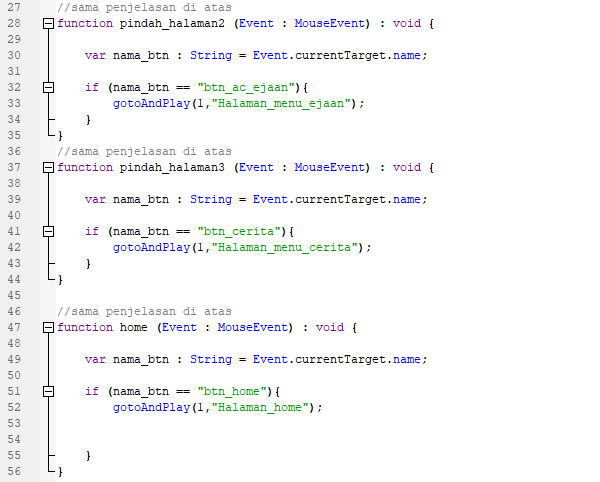 27 //sama penjelasan di atas
28 function pindah_halaman2 (Event : MouseEvent) : void {
29
30 var nama_btn : String = Event.currentTarget.name;
31
32 if (nama_btn == "btn_ac_ejaan"){
33 gotoAndPlay(1,"Halaman_menu_ejaan");
34 }
35 }
36 //sama penjelasan di atas
37 function pindah_halaman3 (Event : MouseEvent) : void {
38
39 var nama_btn : String = Event.currentTarget.name;
40
41 if (nama_btn == "btn_cerita"){
42 gotoAndPlay(1,"Halaman_menu_cerita");
43 }
44 }
45
46 //sama penjelasan di atas
47 function home (Event : MouseEvent) : void {
48
49 var nama_btn : String = Event.currentTarget.name;
50
51 if (nama_btn == "btn_home"){
52 gotoAndPlay(1,"Halaman_home");
53
54
55 }
56 }